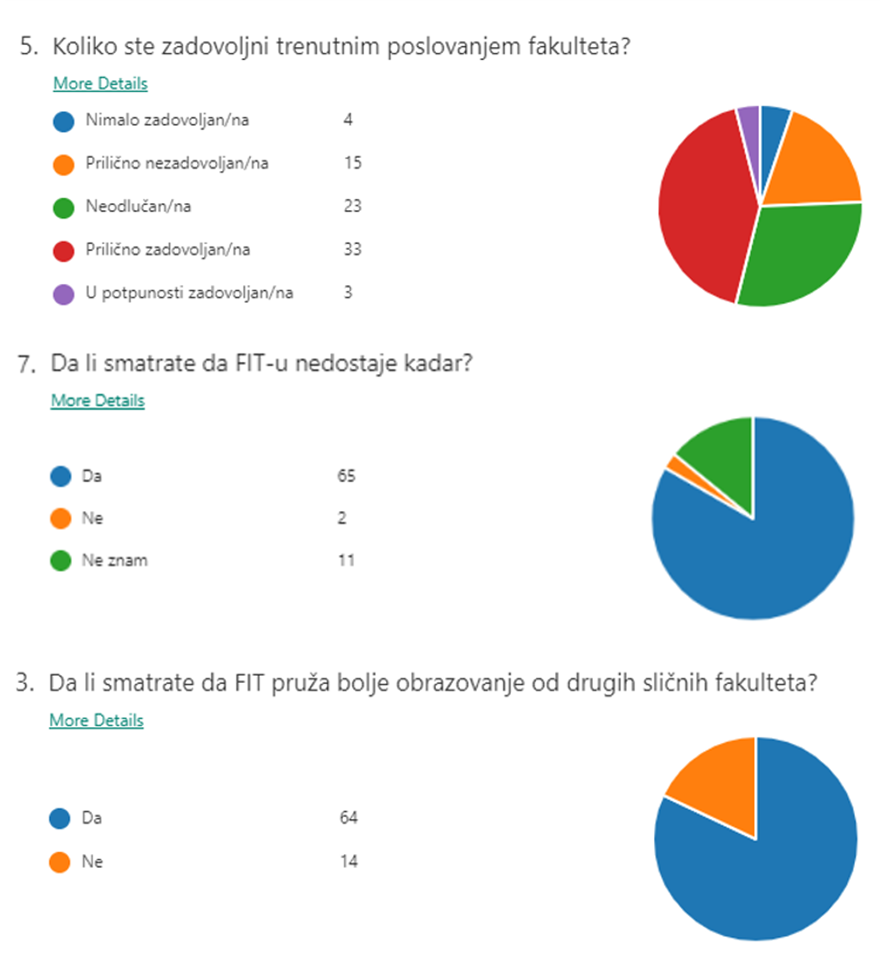 5. Koliko ste zadovoljni trenutnim poslovanjem fakulteta?
More Details
Nimalo zadovoljan/na 4
Prilično nezadovoljan/na 15
Neodlučan/na 23
Prilično zadovoljan/na 33
U potpunosti zadovoljan/na 3
7. Da li smatrate da FIT-u nedostaje kadar?
More Details
Da 65
Ne 2
Ne znam 11
3. Da li smatrate da FIT pruža bolje obrazovanje od drugih sličnih fakulteta?
More Details
Da 64
Ne 14